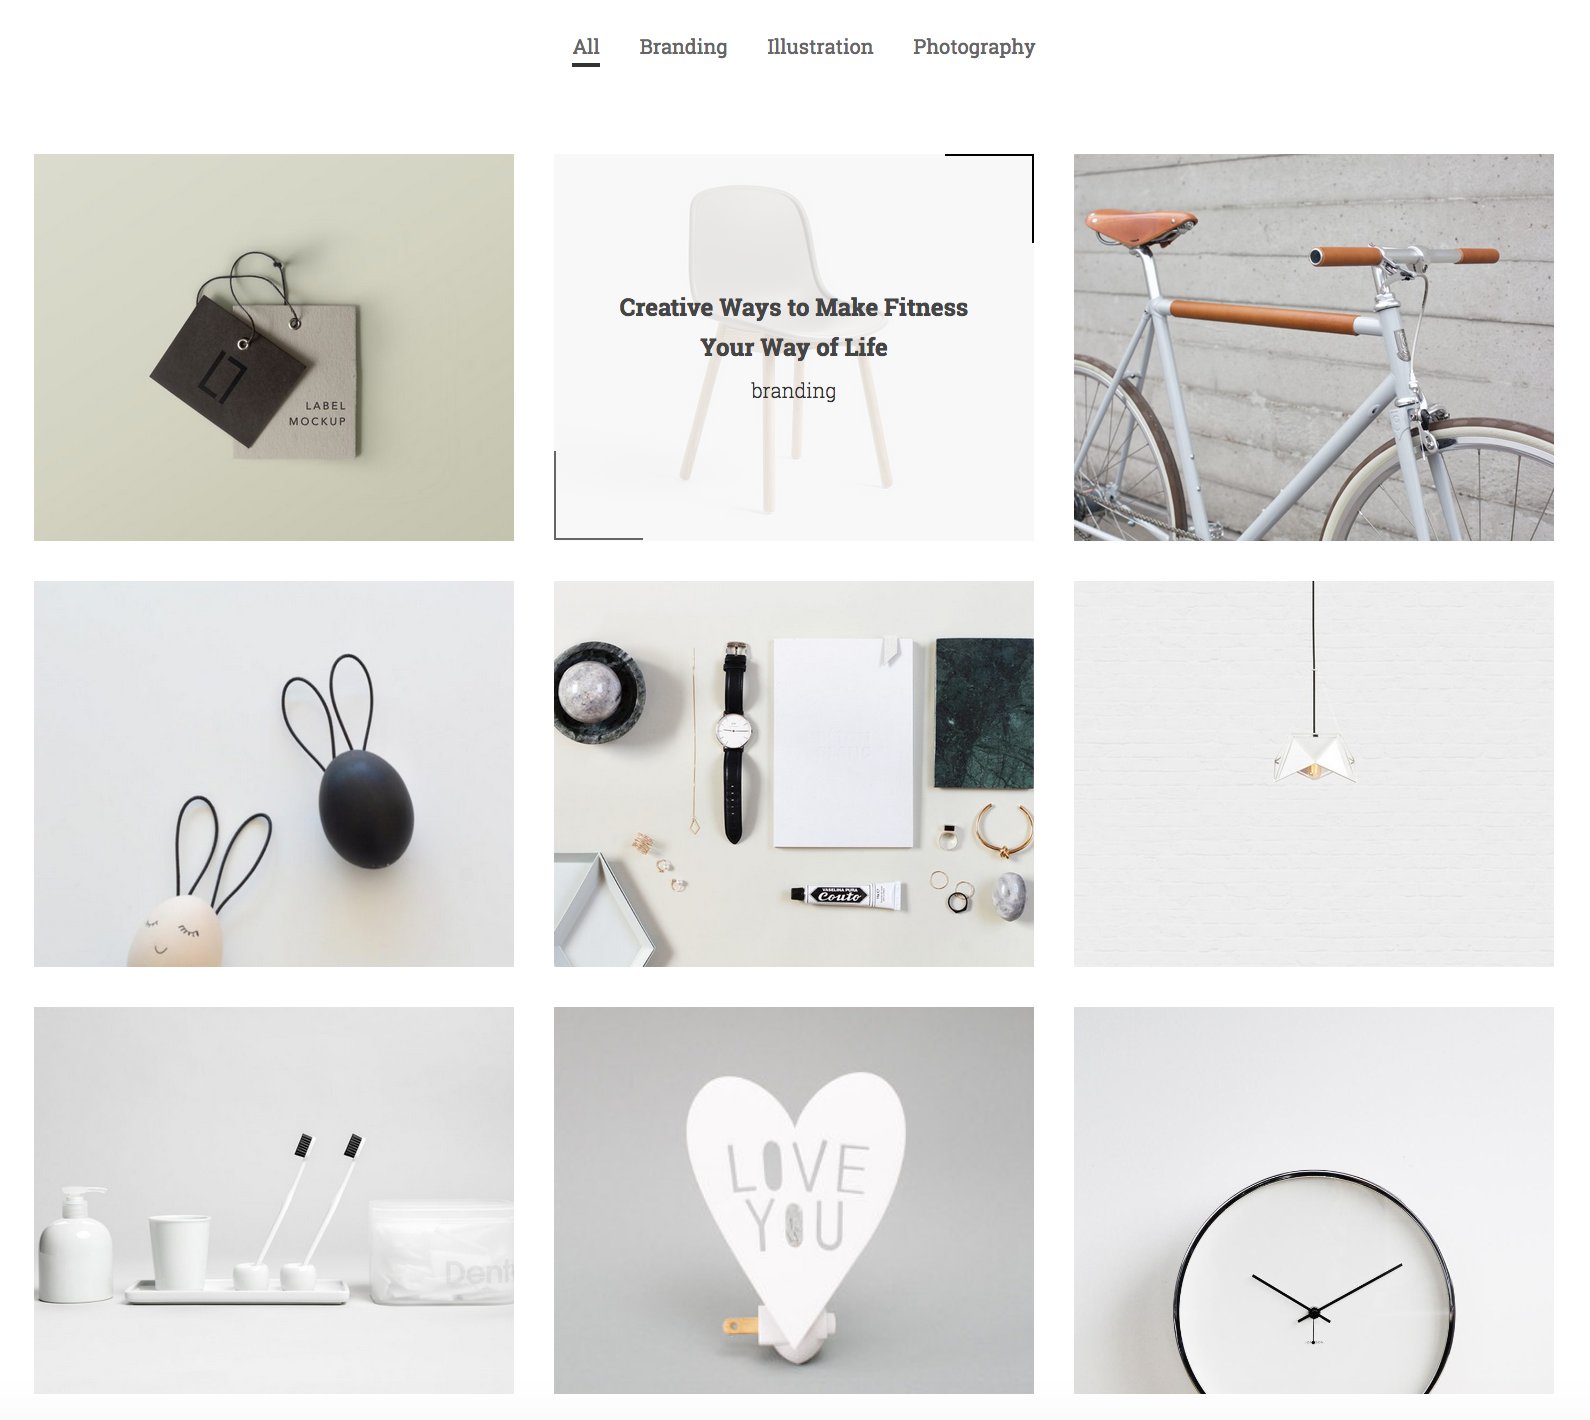 All
Branding
Illustration
Photography
LABEL
MOCKUP
Creative Ways to Make Fitness
Your Way of Life
branding
VASELINA PURA
Couto
Dent
LOVE
YOU